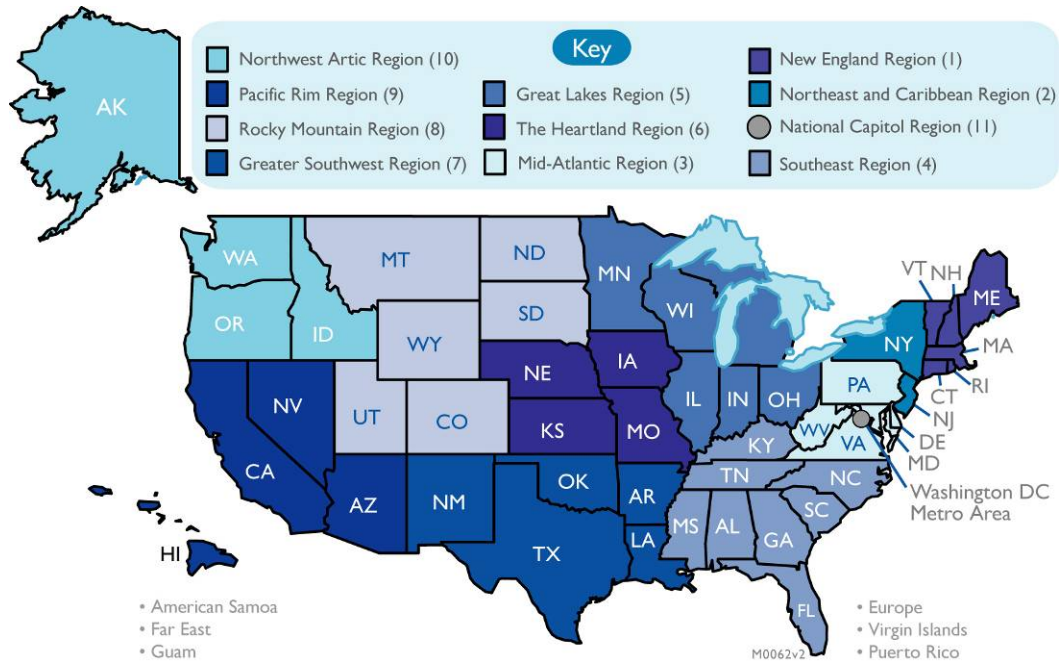 Key
Northwest Artic Region (10)
Pacific Rim Region (9)
Rocky Mountain Region (8)
Greater Southwest Region (7)
Great Lakes Region (5)
The Heartland Region (6)
Mid-Atlantic Region (3)
New England Region (1)
Northeast and Caribbean Region (2)
National Capitol Region (11)
Southeast Region (4)
AK
WA
MT
ND
MN
VT
NH
ME
OR
ID
WY
SD
WI
NY
MA
RI
CT
NJ
DE
MD
Washington DC
Metro Area
NV
UT
CO
NE
IA
IL
IN
OH
PA
WV
VA
CA
KS
MO
KY
AZ
NM
OK
AR
TN
NC
TX
LA
MS
AL
GA
SC
FL
HI
• American Samoa
• Far East
• Guam
• Europe
• Virgin Islands
• Puerto Rico
M0062v2